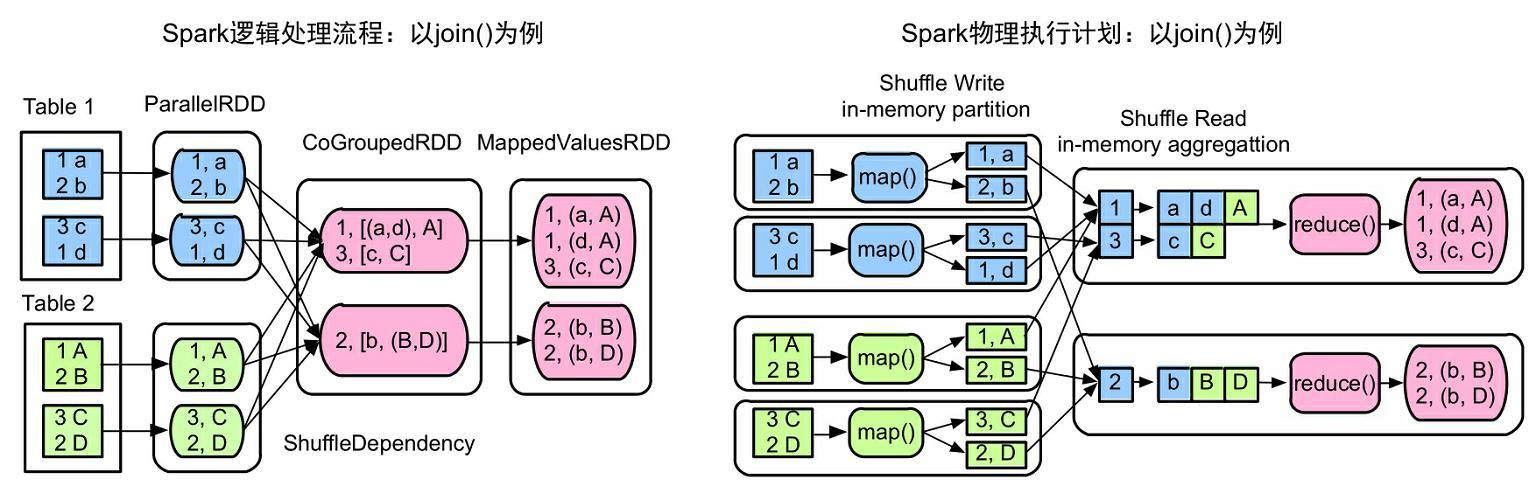 Spark逻辑处理流程：以join()为例
Table 1
ParallelRDD
CoGroupedRDD
MappedValuesRDD
1 a
2 b
3 c
1 d
1, a
2, b
3, c
1, d
1, [(a,d), A]
3, [c, C]
1, (a, A)
1, (d, A)
3, (c, C)
Table 2
1 A
2 B
3 C
2 D
1, A
2, B
3, C
2, D
2, [b, (B,D)]
2, (b, B)
2, (b, D)
ShuffleDependency
Spark物理执行计划：以join()为例
Shuffle Write
in-memory partition
Shuffle Read
in-memory aggregattion
1 a
2 b
map()
1, a
2, b
3 c
1 d
map()
3, c
1, d
1 A
2 B
map()
1, A
2, B
3 C
2 D
map()
3, C
2, D
1
a d A
3
c C
reduce()
1, (a, A)
1, (d, A)
3, (c, C)
2
b B D
reduce()
2, (b, B)
2, (b, D)